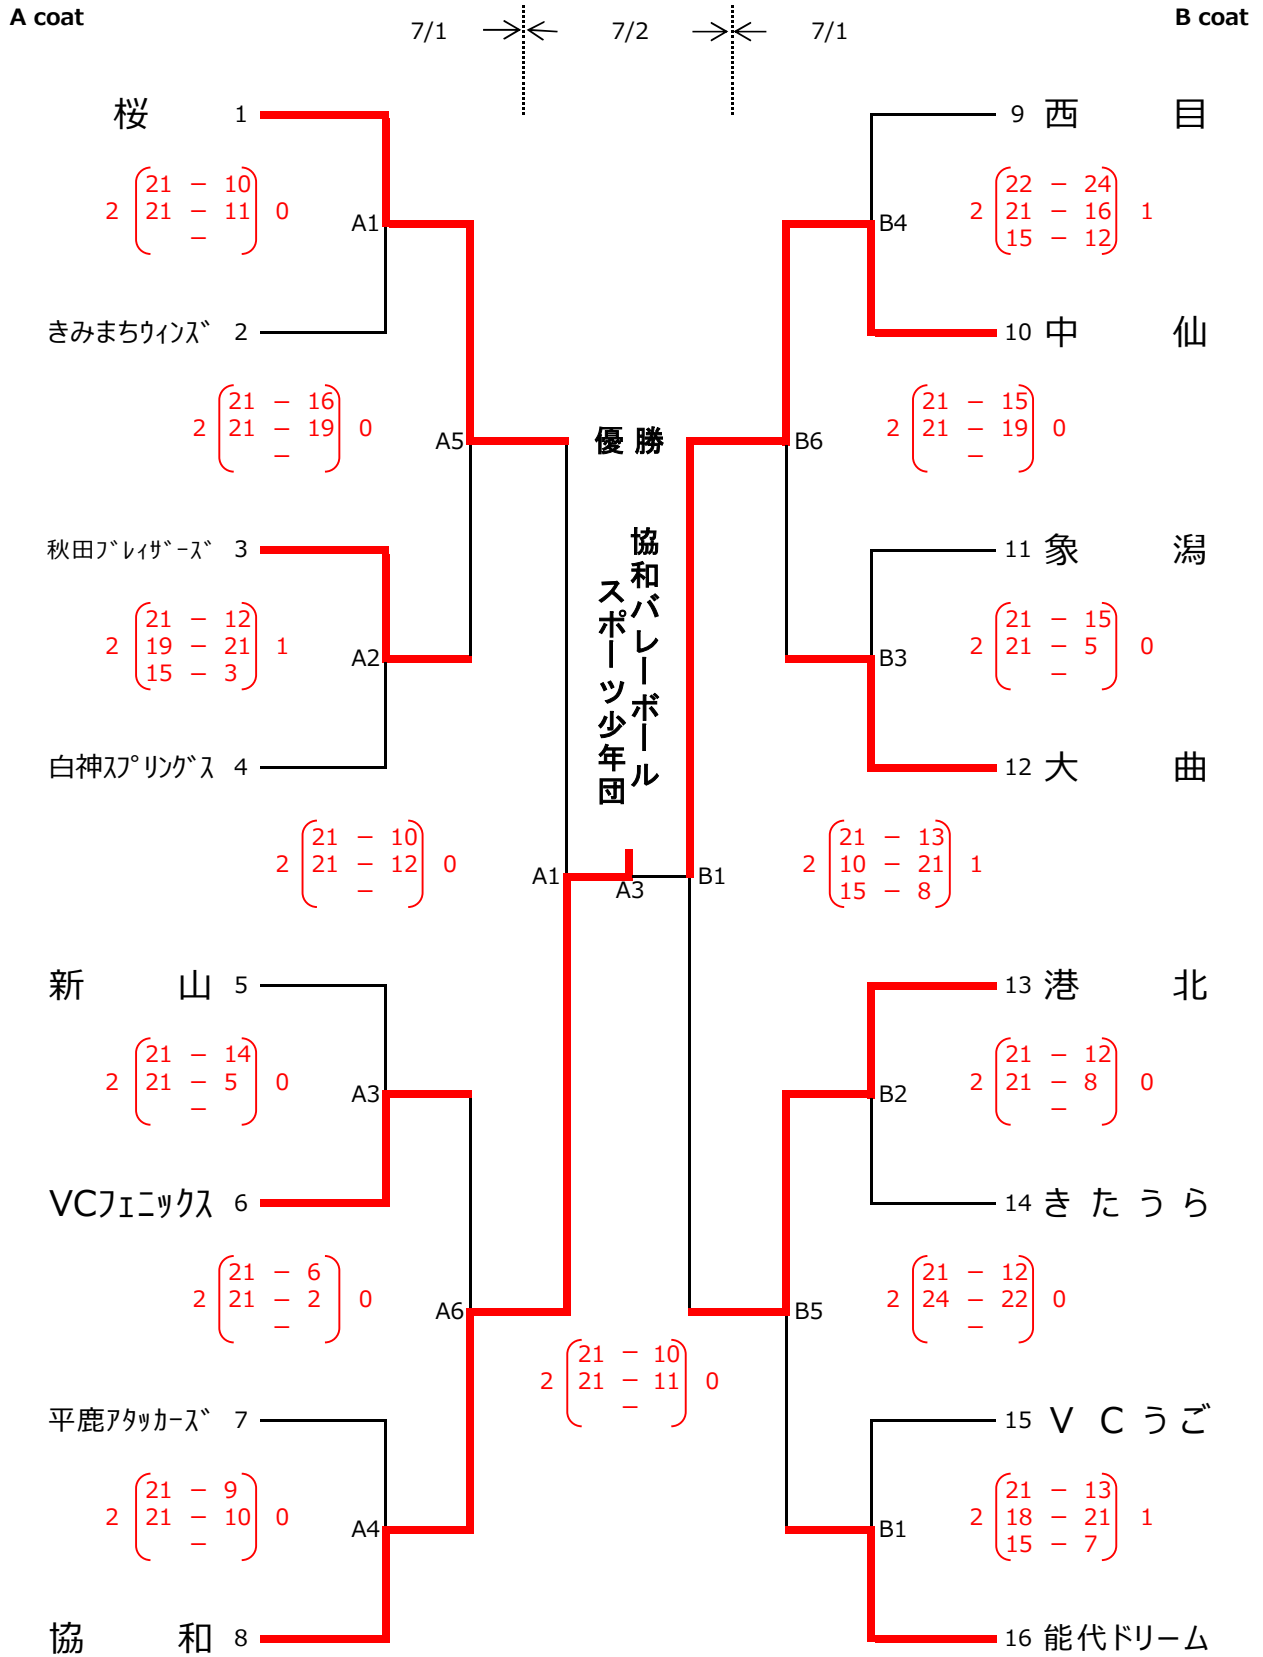 A coat
7/1
7/2
7/1
B coat
桜 1
9 西目
2 21 － 10 0
21 － 11
－
A1
B4
2 22 － 24 1
21 － 16
15 － 12
きみまちウィンズ 2
10 中仙
2 21 － 16 0
21 － 19
－
A5
優勝
B6
2 21 － 15 0
21 － 19
－
協和バレーボール
スポーツ少年団
秋田ブレイザーズ 3
11 象潟
2 21 － 12 1
19 － 21
15 － 3
A2
B3
2 21 － 15 0
21 － 5
－
白神スプリングス 4
12 大曲
2 21 － 10 0
21 － 12
－
A1
A3
B1
2 21 － 13 1
10 － 21
15 － 8
新山 5
13 港北
2 21 － 14 0
21 － 5
－
A3
B2
2 21 － 12 0
21 － 8
－
VCフェニックス 6
14 きたうら
2 21 － 6 0
21 － 2
－
A6
B5
2 21 － 12 0
24 － 22
－
2 21 － 10 0
21 － 11
－
平鹿アタッカーズ 7
15 VCうご
2 21 － 9 0
21 － 10
－
A4
B1
2 21 － 13 1
18 － 21
15 － 7
協和 8
16 能代ドリーム